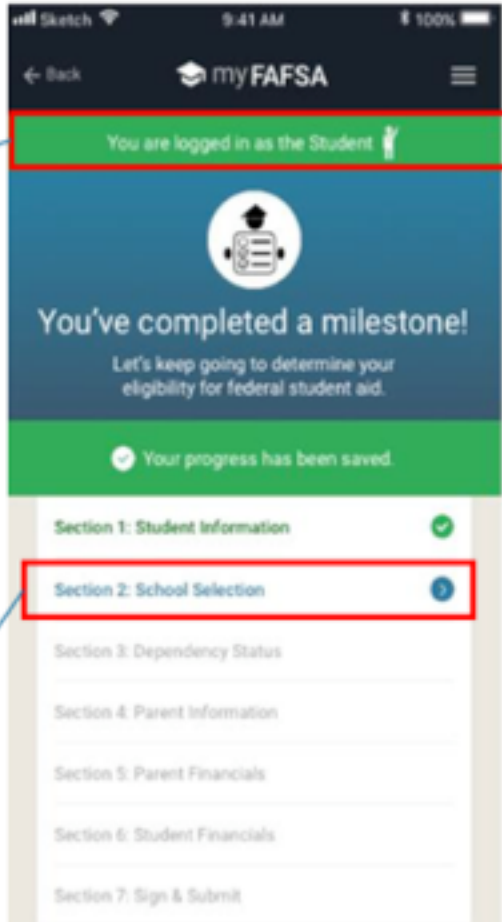 Sketch 9:41 AM 100%
← Back myFAFSA
You are logged in as the Student
You've completed a milestone!
Let's keep going to determine your
eligibility for federal student aid.
Your progress has been saved.
Section 1: Student Information
Section 2: School Selection
Section 3: Dependency Status
Section 4: Parent Information
Section 5: Parent Financials
Section 6: Student Financials
Section 7: Sign & Submit